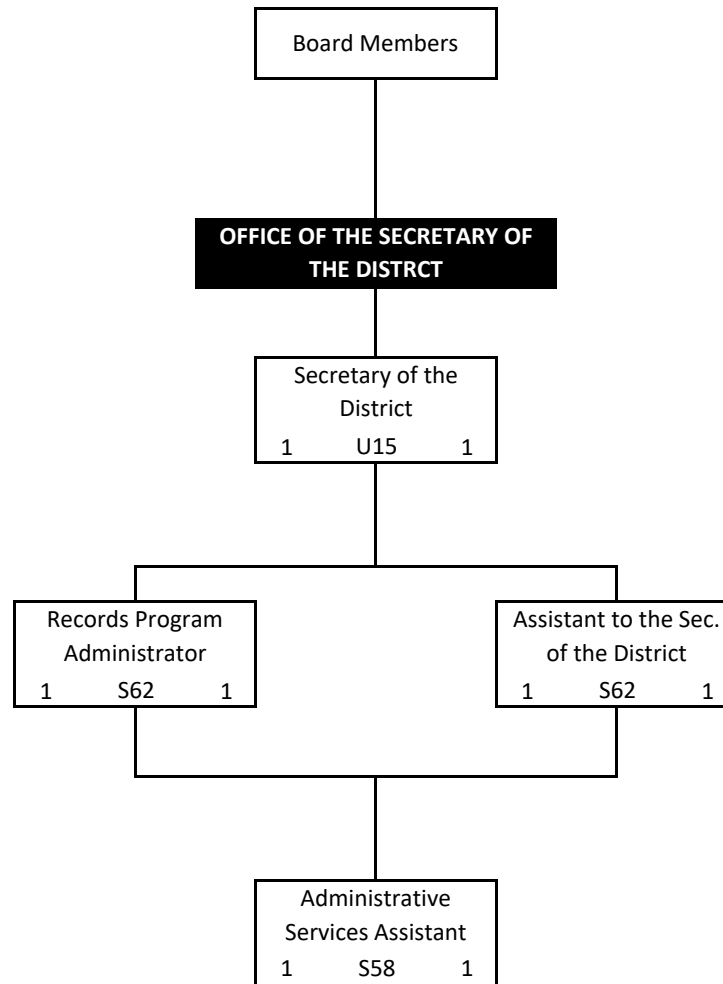 Board Members
OFFICE OF THE SECRETARY OF
THE DISTRCT
Secretary of the
District
1 U15 1
Records Program
Administrator
1 S62 1
Assistant to the Sec.
of the District
1 S62 1
Administrative
Services Assistant
1 S58 1